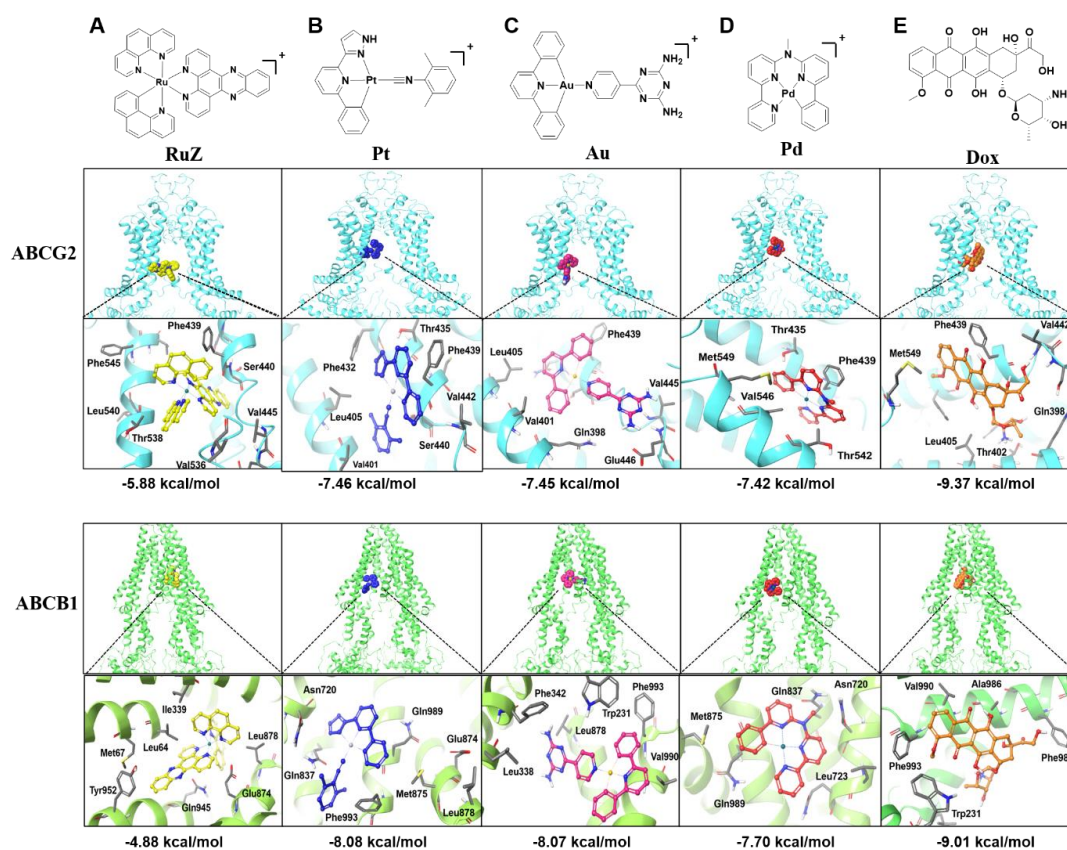 A B C D E
N N N N N N Ru
NH N N Pt C N
N Au N N N N NH2 NH2
N N N Pd
O OH O OH OH O OH O O OH O O O N OH
+ + + +
RuZ Pt Au Pd Dox
ABCG2
Phe439 Phe545 Ser440 Leu540 Thr538 Val445 Val536
Thr435 Phe439 Phe432 Leu405 Val442 Ser440 Val401
Phe439 Leu405 Val445 Val401 Gln398 Glu446
Thr435 Met549 Phe439 Val546 Thr542
Val442 Phe439 Met549 Gln398 Leu405 Thr402
-5.88 kcal/mol -7.46 kcal/mol -7.45 kcal/mol -7.42 kcal/mol -9.37 kcal/mol
ABCB1
Ile339 Met67 Leu64 Leu878 Tyr952 Gln945 Glu874
Asn720 Gln989 Glu874 Gln837 Met875 Phe993 Leu878
Phe342 Phe993 Trp231 Leu878 Leu338 Val990
Gln837 Asn720 Met875 Leu723 Gln989
Val990 Ala986 Phe993 Phe98 Trp231
-4.88 kcal/mol -8.08 kcal/mol -8.07 kcal/mol -7.70 kcal/mol -9.01 kcal/mol